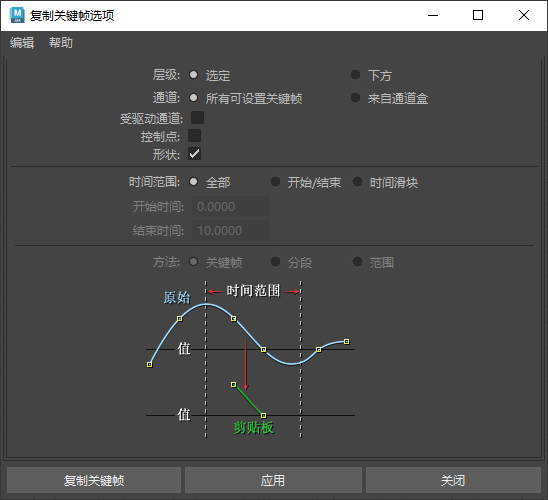 复制关键帧选项
编辑 帮助
层级: 选定 下方
通道: 所有可设置关键帧 来自通道盒
受驱动通道:
控制点:
形状:
时间范围: 全部 开始/结束 时间滑块
开始时间: 0.0000
结束时间: 10.0000
方法: 关键帧 分段 范围
时间范围
原始
值
值
剪贴板
复制关键帧 应用 关闭